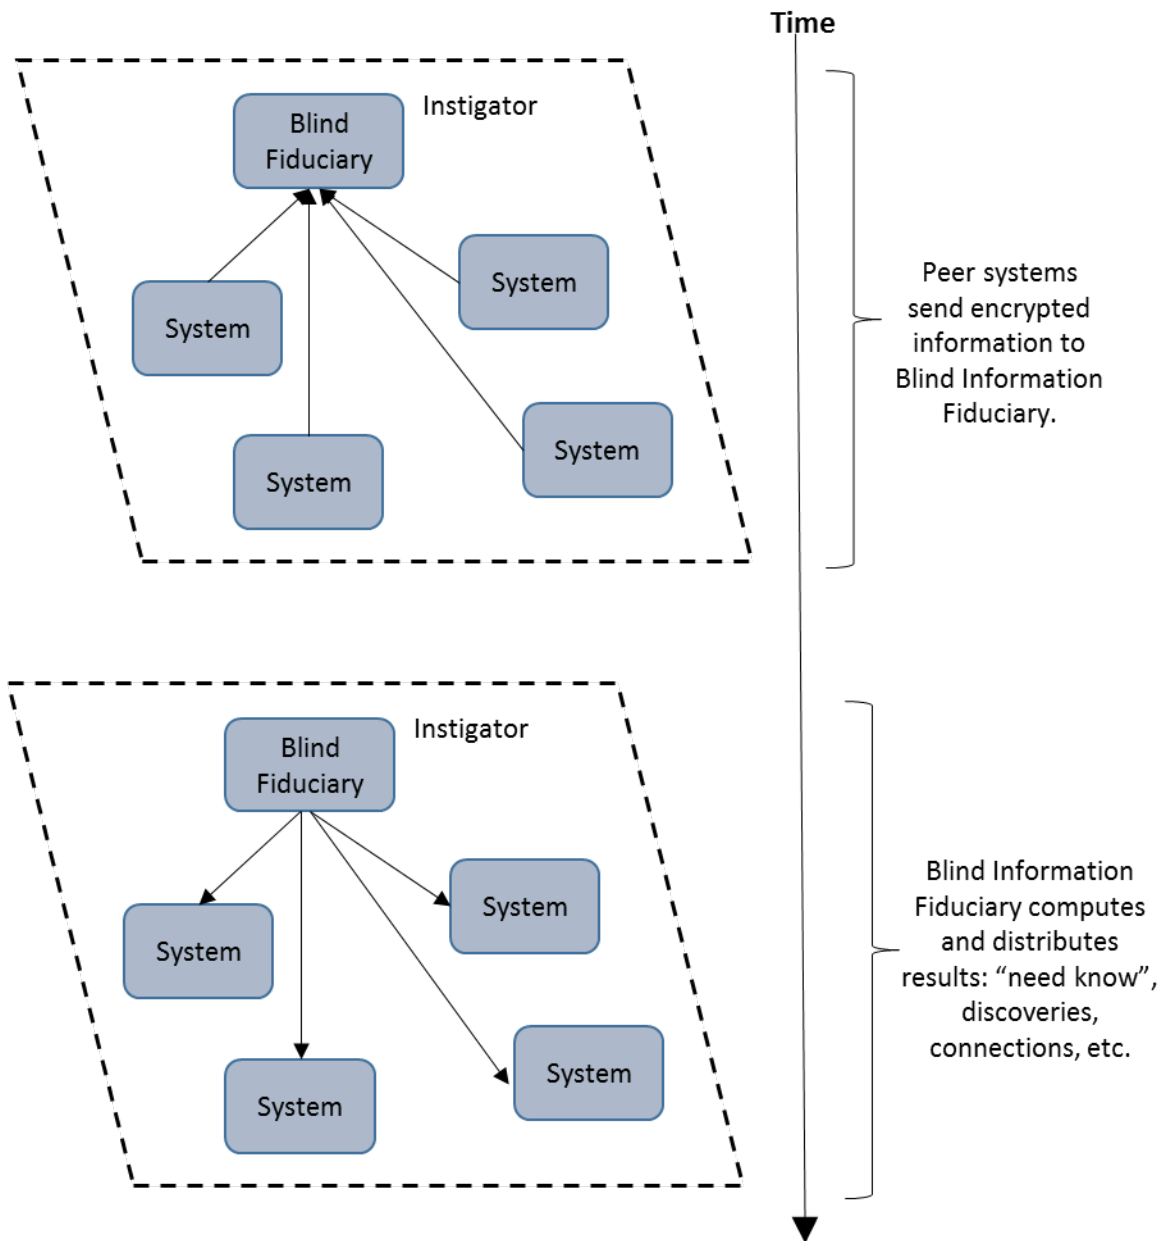 Time
Instigator
Blind
Fiduciary
System
System
System
System
Peer systems
send encrypted
information to
Blind Information
Fiduciary.
Instigator
Blind
Fiduciary
System
System
System
System
Blind Information
Fiduciary computes
and distributes
results: “need know”,
discoveries,
connections, etc.